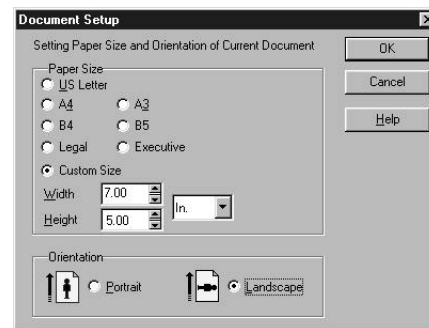 Document Setup
Setting Paper Size and Orientation of Current Document
OK
Paper Size
US Letter
Cancel
A4 A3
B4 B5
Help
Legal Executive
Custom Size
Width 7.00
In.
Height 5.00
Orientation
Portrait Landscape